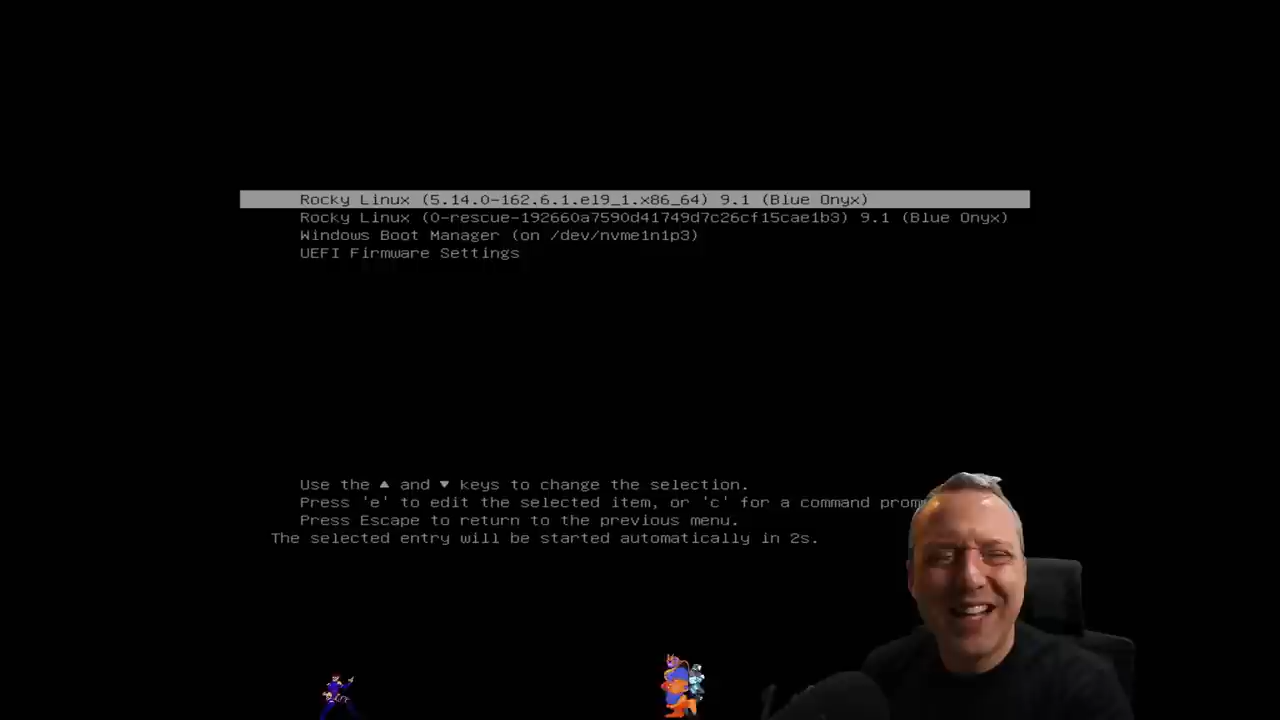 Rocky Linux (5.14.0-162.6.1.el9_1.x86_64) 9.1 (Blue Onyx)
Rocky Linux (0-rescue-192660a7590d41749d7c26cf15cae1b3) 9.1 (Blue Onyx)
Windows Boot Manager (on /dev/nvme1n1p3)
UEFI Firmware Settings
Use the ▲ and ▼ keys to change the selection.
Press 'e' to edit the selected item, or 'c' for a command prom
Press Escape to return to the previous menu.
The selected entry will be started automatically in 2s.